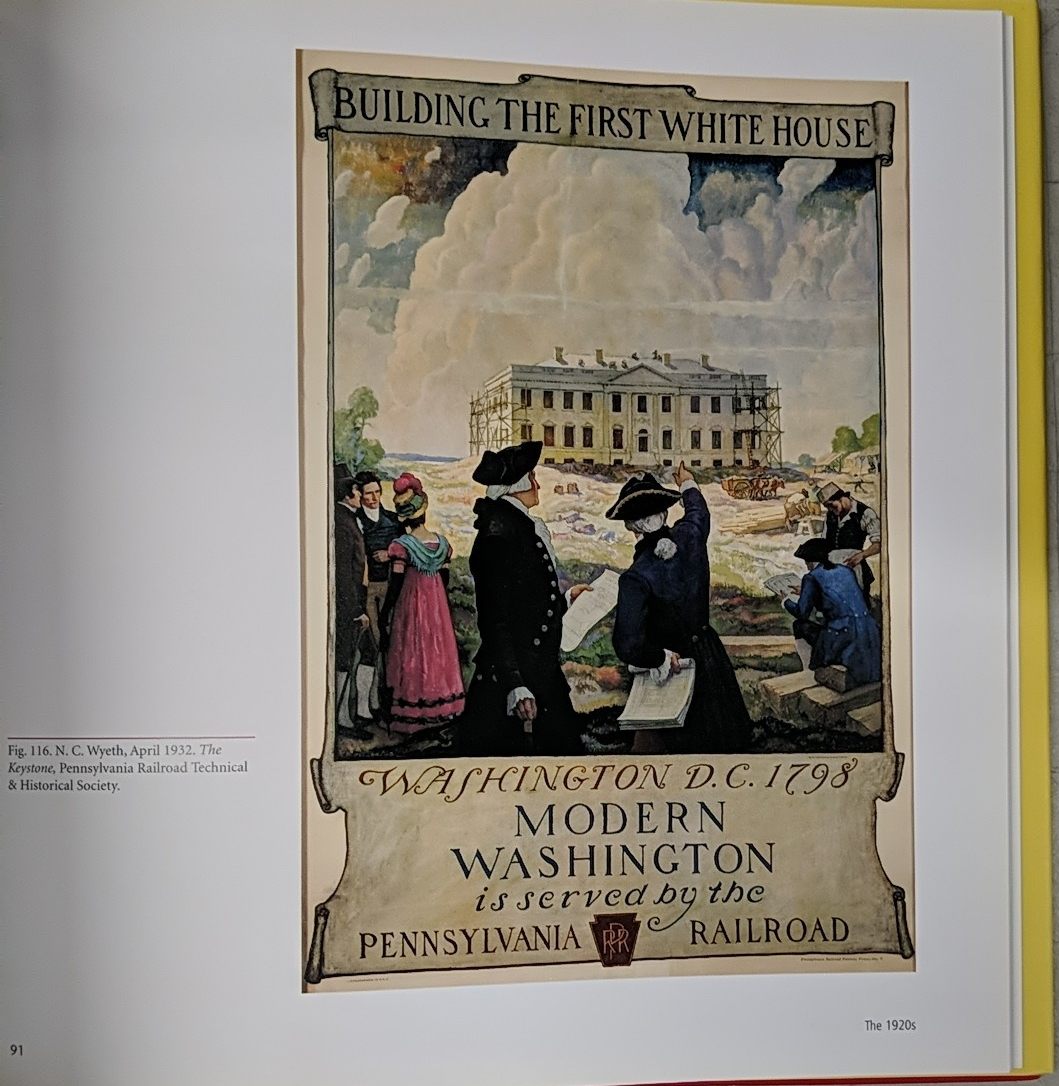 BUILDING THE FIRST WHITE HOUSE
WASHINGTON D.C. 1798
MODERN
WASHINGTON
is served by the
PENNSYLVANIA PRR RAILROAD
Fig. 116. N. C. Wyeth, April 1932. The
Keystone, Pennsylvania Railroad Technical
& Historical Society.
The 1920s
91